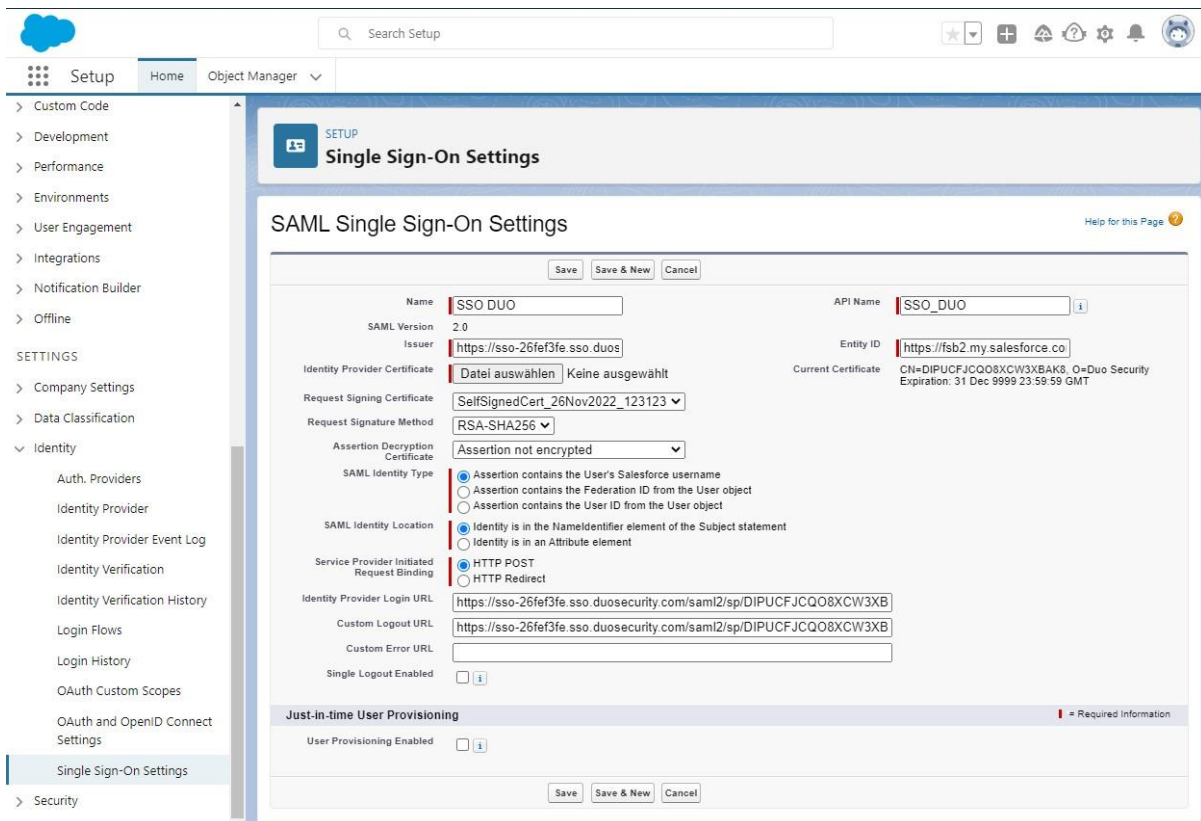 Search Setup
Setup
Home
Object Manager
Custom Code
Development
Performance
Environments
User Engagement
Integrations
Notification Builder
Offline
SETTINGS
Company Settings
Data Classification
Identity
Auth. Providers
Identity Provider
Identity Provider Event Log
Identity Verification
Identity Verification History
Login Flows
Login History
OAuth Custom Scopes
OAuth and OpenID Connect
Settings
Single Sign-On Settings
Security
SETUP
Single Sign-On Settings
SAML Single Sign-On Settings
Help for this Page
Save Save & New Cancel
Name SSO DUO API Name SSO_DUO
SAML Version 2.0
Issuer https://sso-26fef3fe.sso.duos Entity ID https://fsb2.my.salesforce.co
Identity Provider Certificate Datei auswählen Keine ausgewählt Current Certificate CN=DIPUCFJCQO8XCW3XBAK8, O=Duo Security
Expiration: 31 Dec 9999 23:59:59 GMT
Request Signing Certificate SelfSignedCert_26Nov2022_123123
Request Signature Method RSA-SHA256
Assertion Decryption
Certificate Assertion not encrypted
SAML Identity Type Assertion contains the User's Salesforce username
Assertion contains the Federation ID from the User object
Assertion contains the User ID from the User object
SAML Identity Location Identity is in the NameIdentifier element of the Subject statement
Identity is in an Attribute element
Service Provider Initiated
Request Binding HTTP POST
HTTP Redirect
Identity Provider Login URL https://sso-26fef3fe.sso.duosecurity.com/saml2/sp/DIPUCFJCQO8XCW3XB
Custom Logout URL https://sso-26fef3fe.sso.duosecurity.com/saml2/sp/DIPUCFJCQO8XCW3XB
Custom Error URL
Single Logout Enabled
Just-in-time User Provisioning = Required Information
User Provisioning Enabled
Save Save & New Cancel